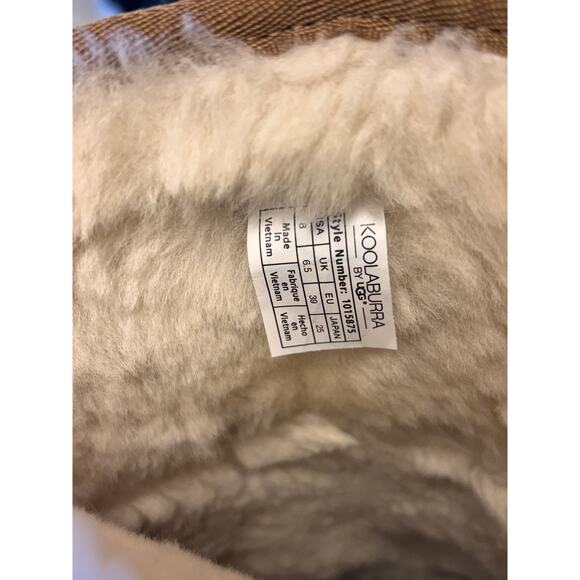 KOOLABURRA
BY UGG®
Style Number: 1015875
USA UK EU JAPAN
8 6.5 39 25
Made in Vietnam
Fabriqué en Vietnam
Hecho en Vietnam